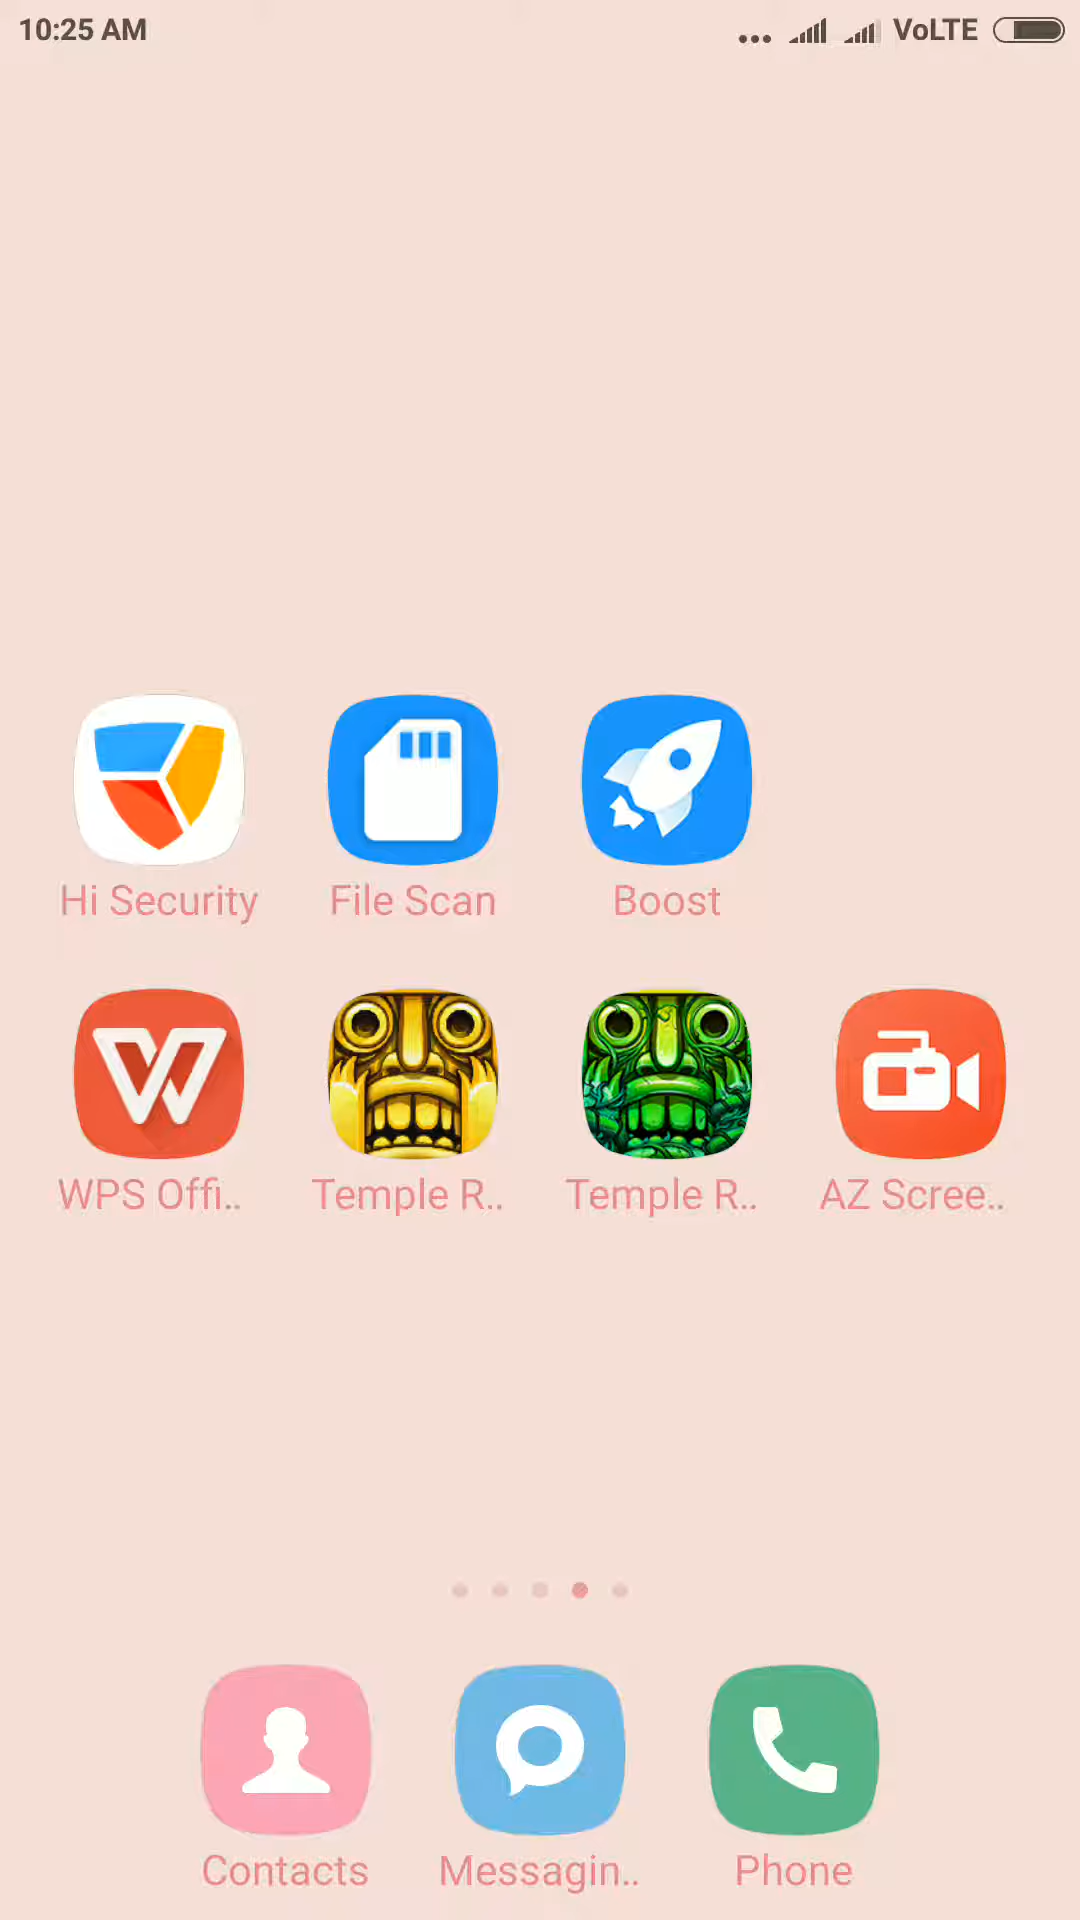 10:25 AM
VoLTE
Hi Security
File Scan
Boost
WPS Offi..
Temple R..
Temple R..
AZ Scree..
Contacts
Messagin..
Phone